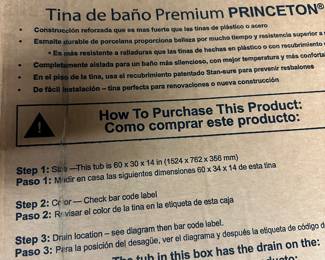 Tina de baño Premium PRINCETON®
• Construcción reforzada que es mas fuerte que las tinas de plástico o acero
• Esmalte durable de porcelana proporciona belleza por mucho tiempo y resistencia superior a
• Es más resistente a ralladuras que las tinas de hechas en plástico o con recubrimiento
• Completamente aislada para un baño más silencioso, con mejor temperatura y más conforta
• En el piso de la tina, usa el recubrimiento patentado Stan-sure para prevenir resbalones
• De fácil instalación – tina perfecta para renovaciones o nueva construcción
How To Purchase This Product:
Como comprar este producto:
Step 1: Size —This tub is 60 x 30 x 14 in (1524 x 762 x 356 mm)
Paso 1: Medir en casa las siguientes dimensiones 60 x 34 x 14 de esta tina
Step 2: Color — Check bar code label
Paso 2: Revisar el color de la tina en la etiqueta de esta caja
Step 3: Drain location – see diagram then bar code label.
Paso 3: Para la posición del desagüe, ver el diagrama y después la etiqueta de código d
The tub in this box has the drain on the: